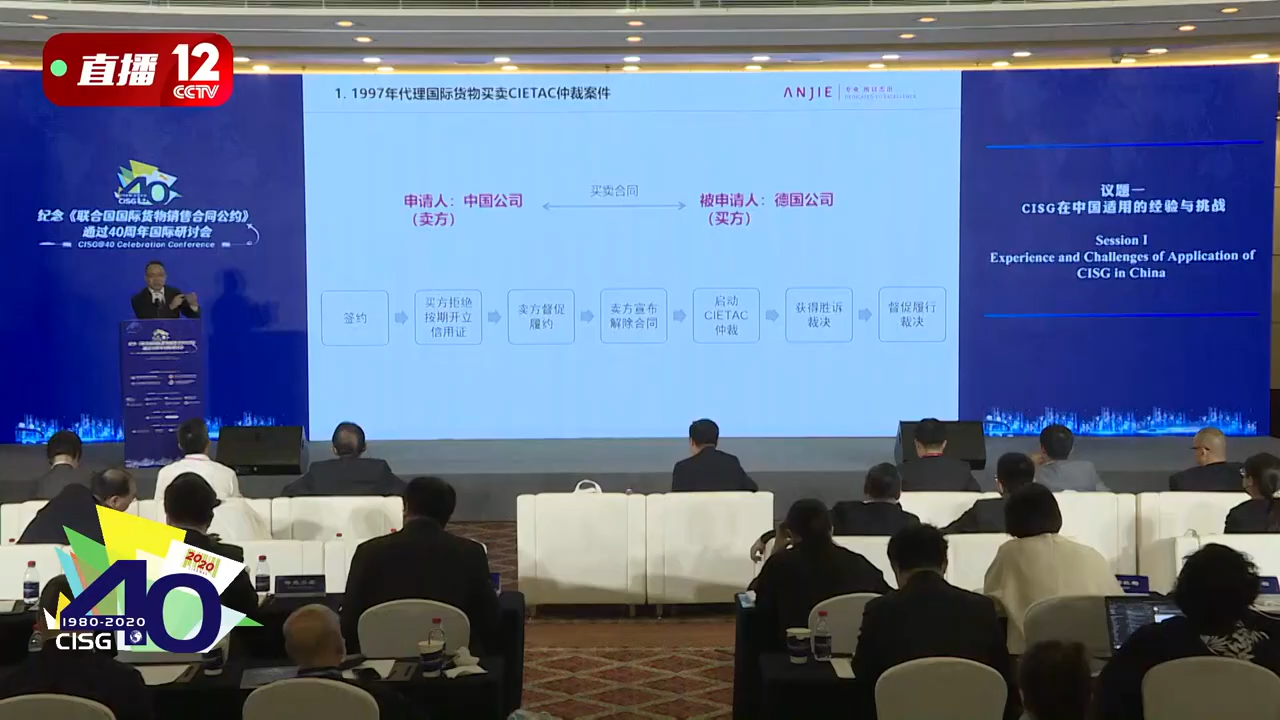 直播 12
CCTV
1. 1997年代理国际货物买卖CIETAC仲裁案件
ANJIE
申请人：中国公司
（卖方）
买卖合同
被申请人：德国公司
（买方）
签约
买方拒绝
按期开立
信用证
卖方督促
履约
卖方宣布
解除合同
启动
CIETAC
仲裁
获得胜诉
裁决
督促履行
裁决
40
CISG
纪念《联合国国际货物销售合同公约》
通过40周年国际研讨会
CISG@40 Celebration Conference
议题一
CISG在中国适用的经验与挑战
Session I
Experience and Challenges of Application of
CISG in China
2020
40
1980-2020
CISG